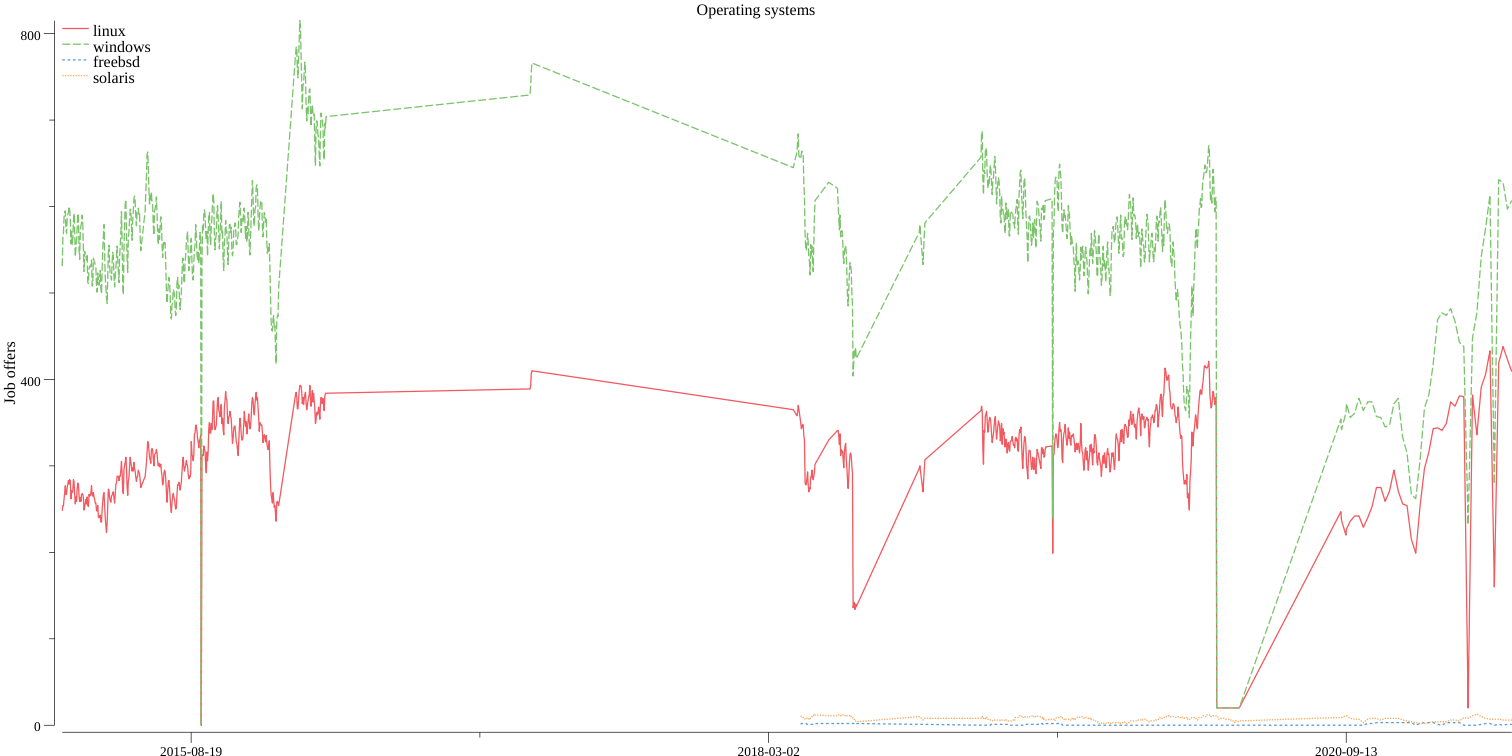 Operating systems
800
linux
windows
freebsd
solaris
Job offers
400
0
2015-08-19
2018-03-02
2020-09-13